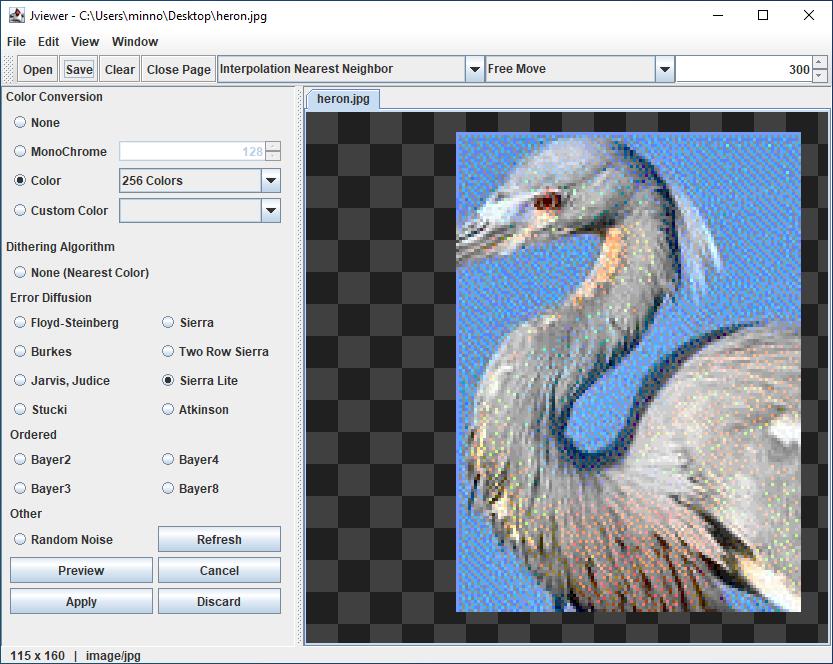 Jviewer - C:\Users\minno\Desktop\heron.jpg
File Edit View Window
Open Save Clear Close Page Interpolation Nearest Neighbor Free Move 300
Color Conversion
heron.jpg
None
MonoChrome 128
Color 256 Colors
Custom Color
Dithering Algorithm
None (Nearest Color)
Error Diffusion
Floyd-Steinberg Sierra
Burkes Two Row Sierra
Jarvis, Judice Sierra Lite
Stucki Atkinson
Ordered
Bayer2 Bayer4
Bayer3 Bayer8
Other
Random Noise Refresh
Preview Cancel
Apply Discard
115 x 160 | image/jpg